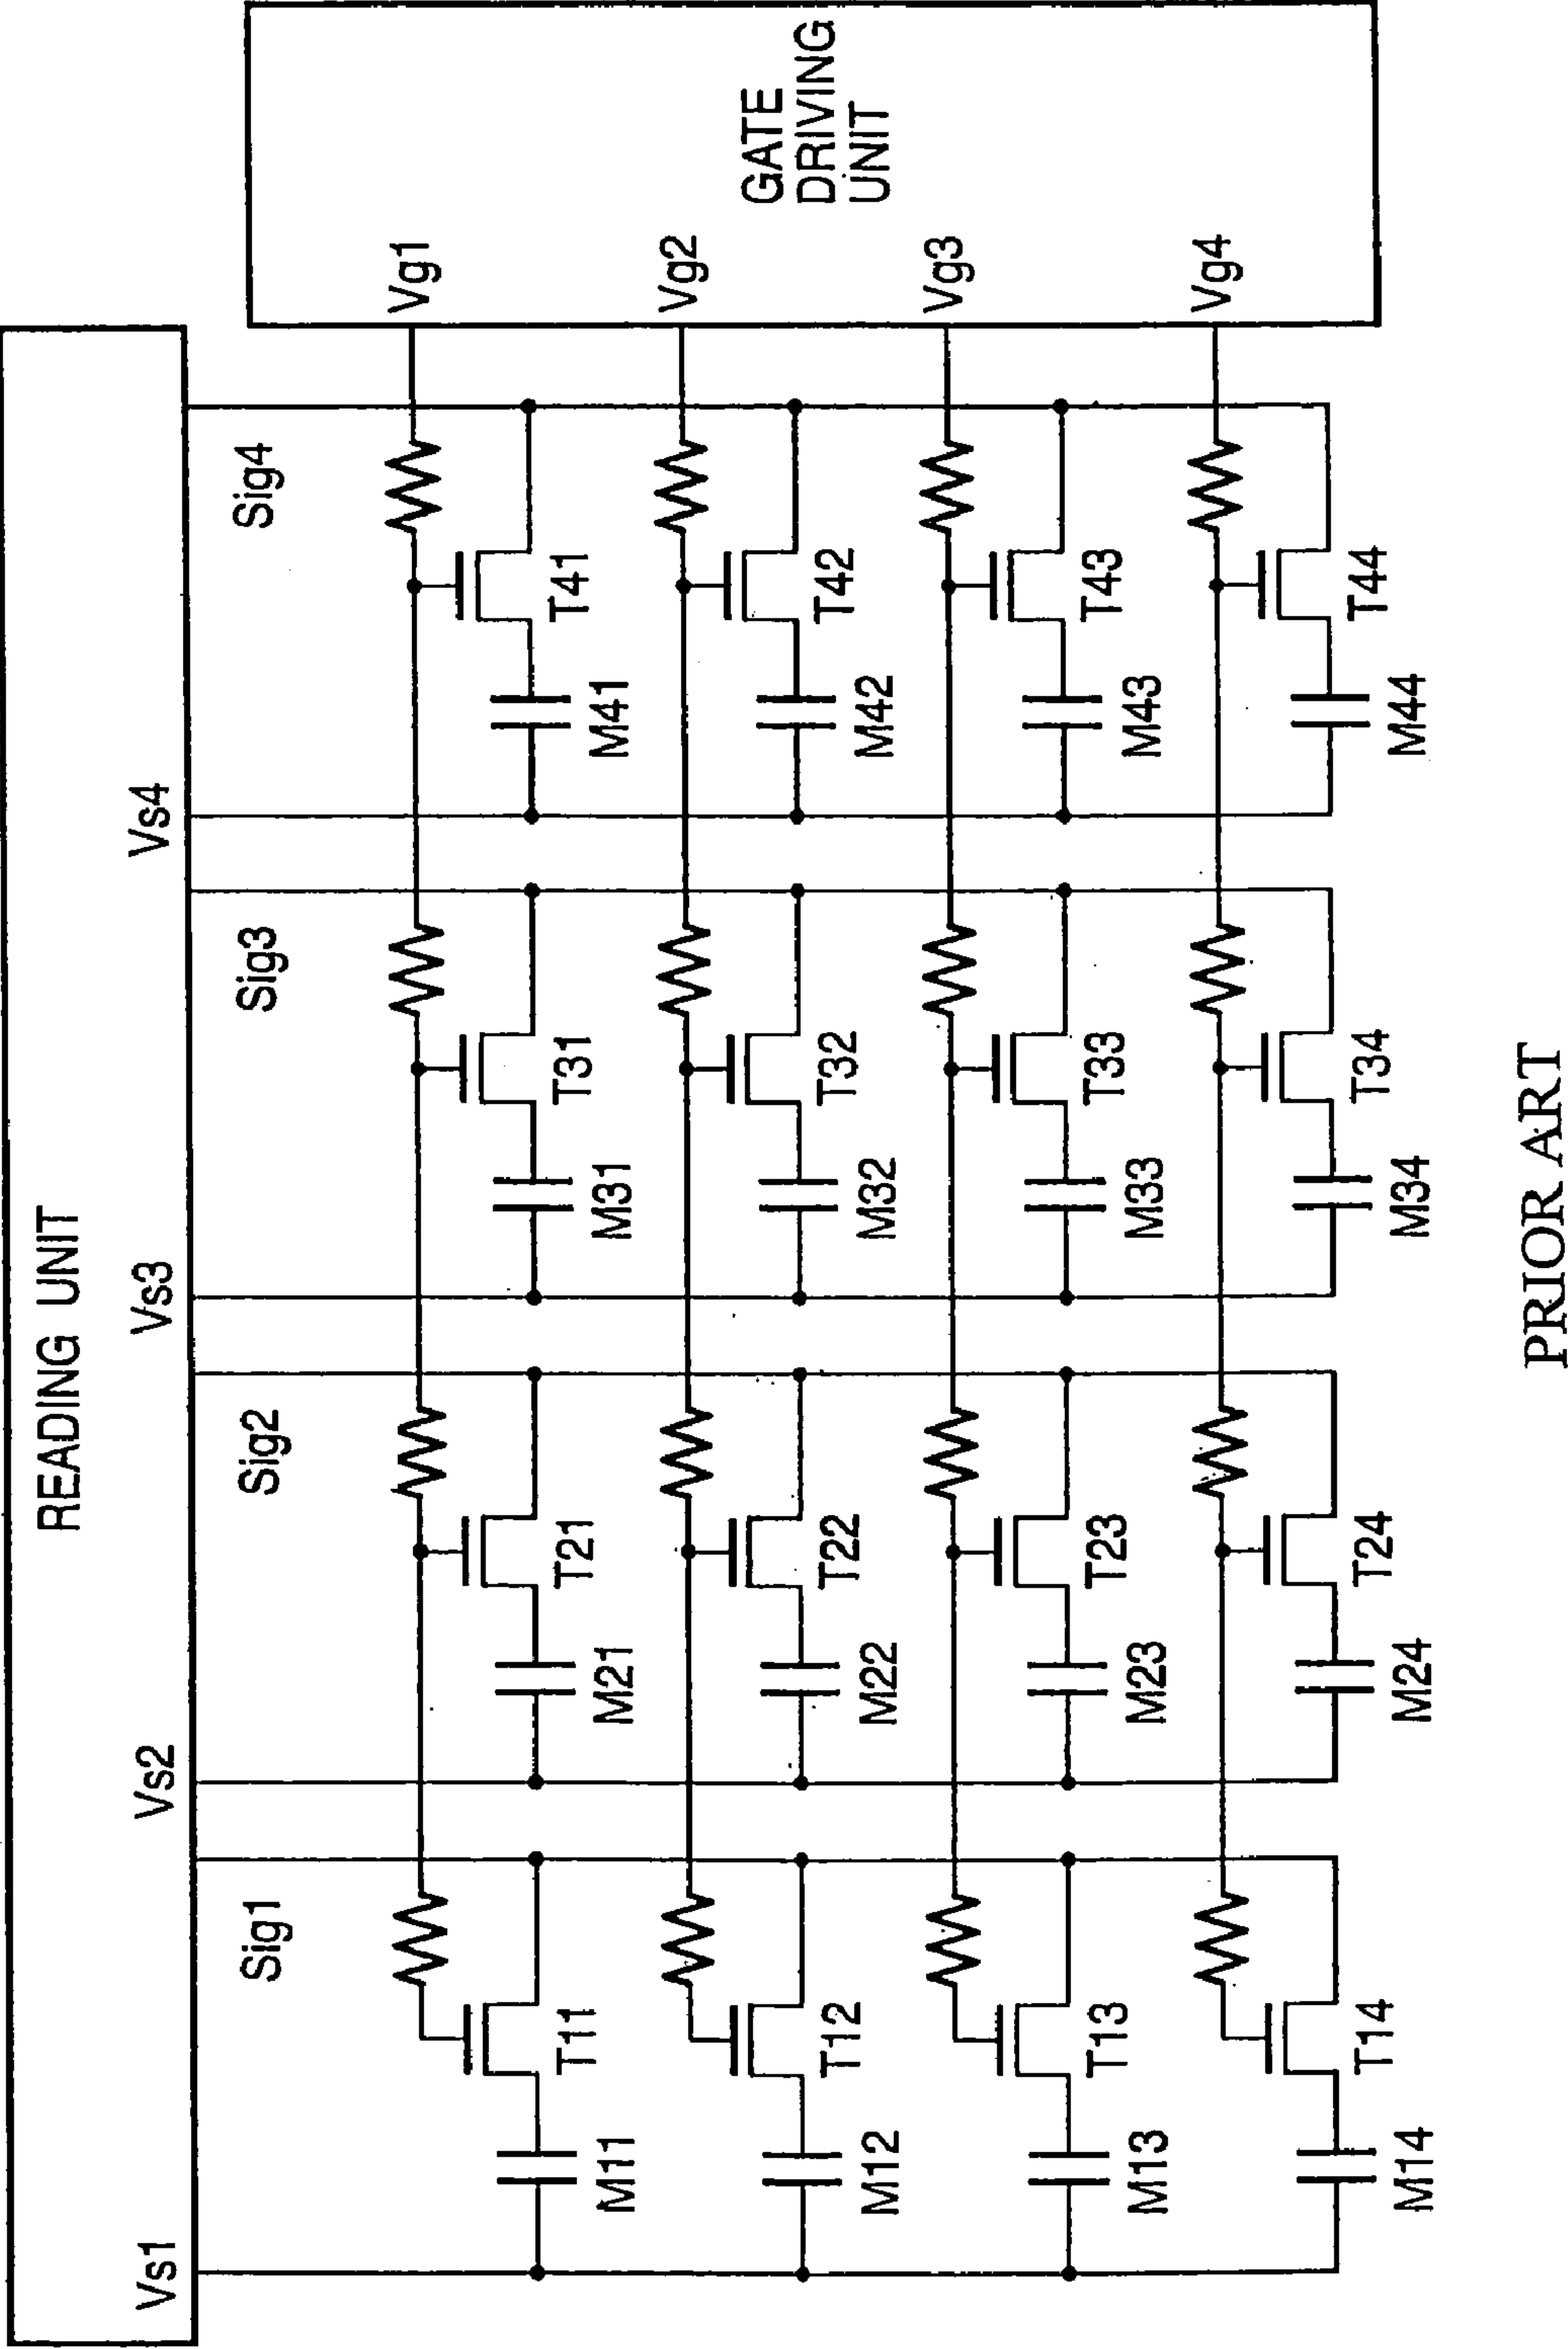 READING UNIT
Vs1
Vs2
Vs3
Vs4
Sig1
Sig2
Sig3
Sig4
GATE
DRIVING
UNIT
Vg1
Vg2
Vg3
Vg4
T11
T21
T31
T41
M11
M21
M31
M41
T12
T22
T32
T42
M12
M22
M32
M42
T13
T23
T33
T43
M13
M23
M33
M43
T14
T24
T34
T44
M14
M24
M34
M44
PRIOR ART